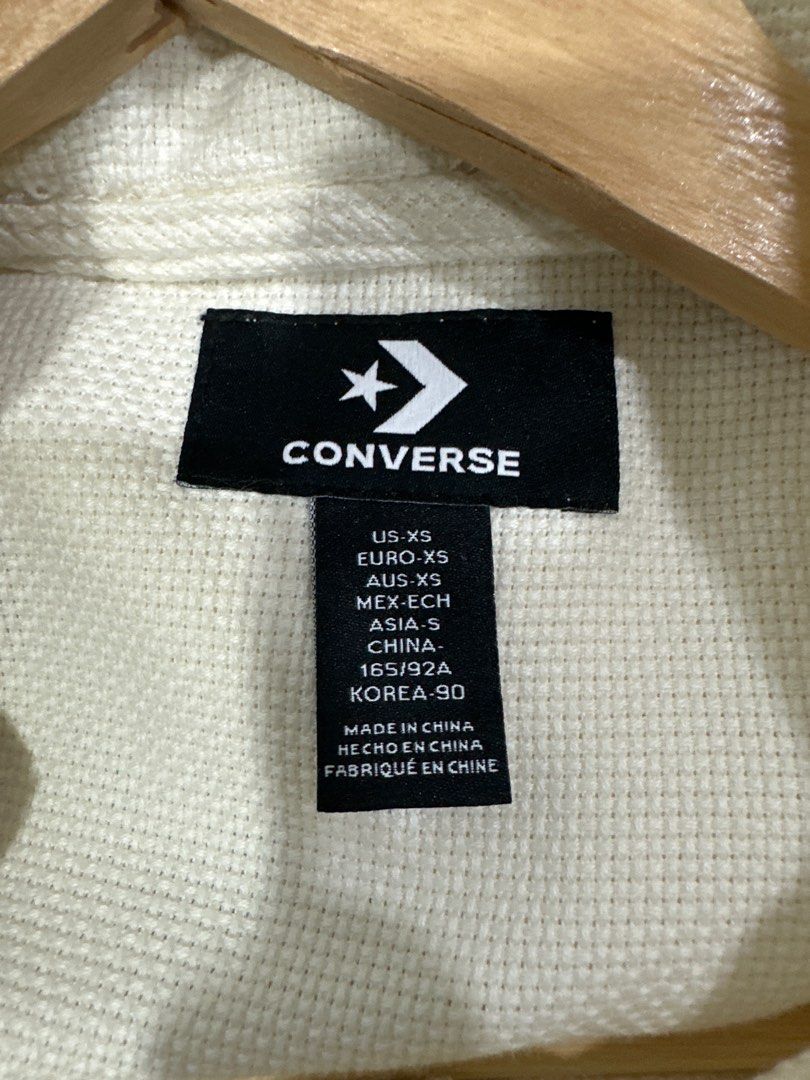 CONVERSE
US-XS
EURO-XS
AUS-XS
MEX-ECH
ASIA-S
CHINA-
165/92A
KOREA-90
MADE IN CHINA
HECHO EN CHINA
FABRIQUÉ EN CHINE